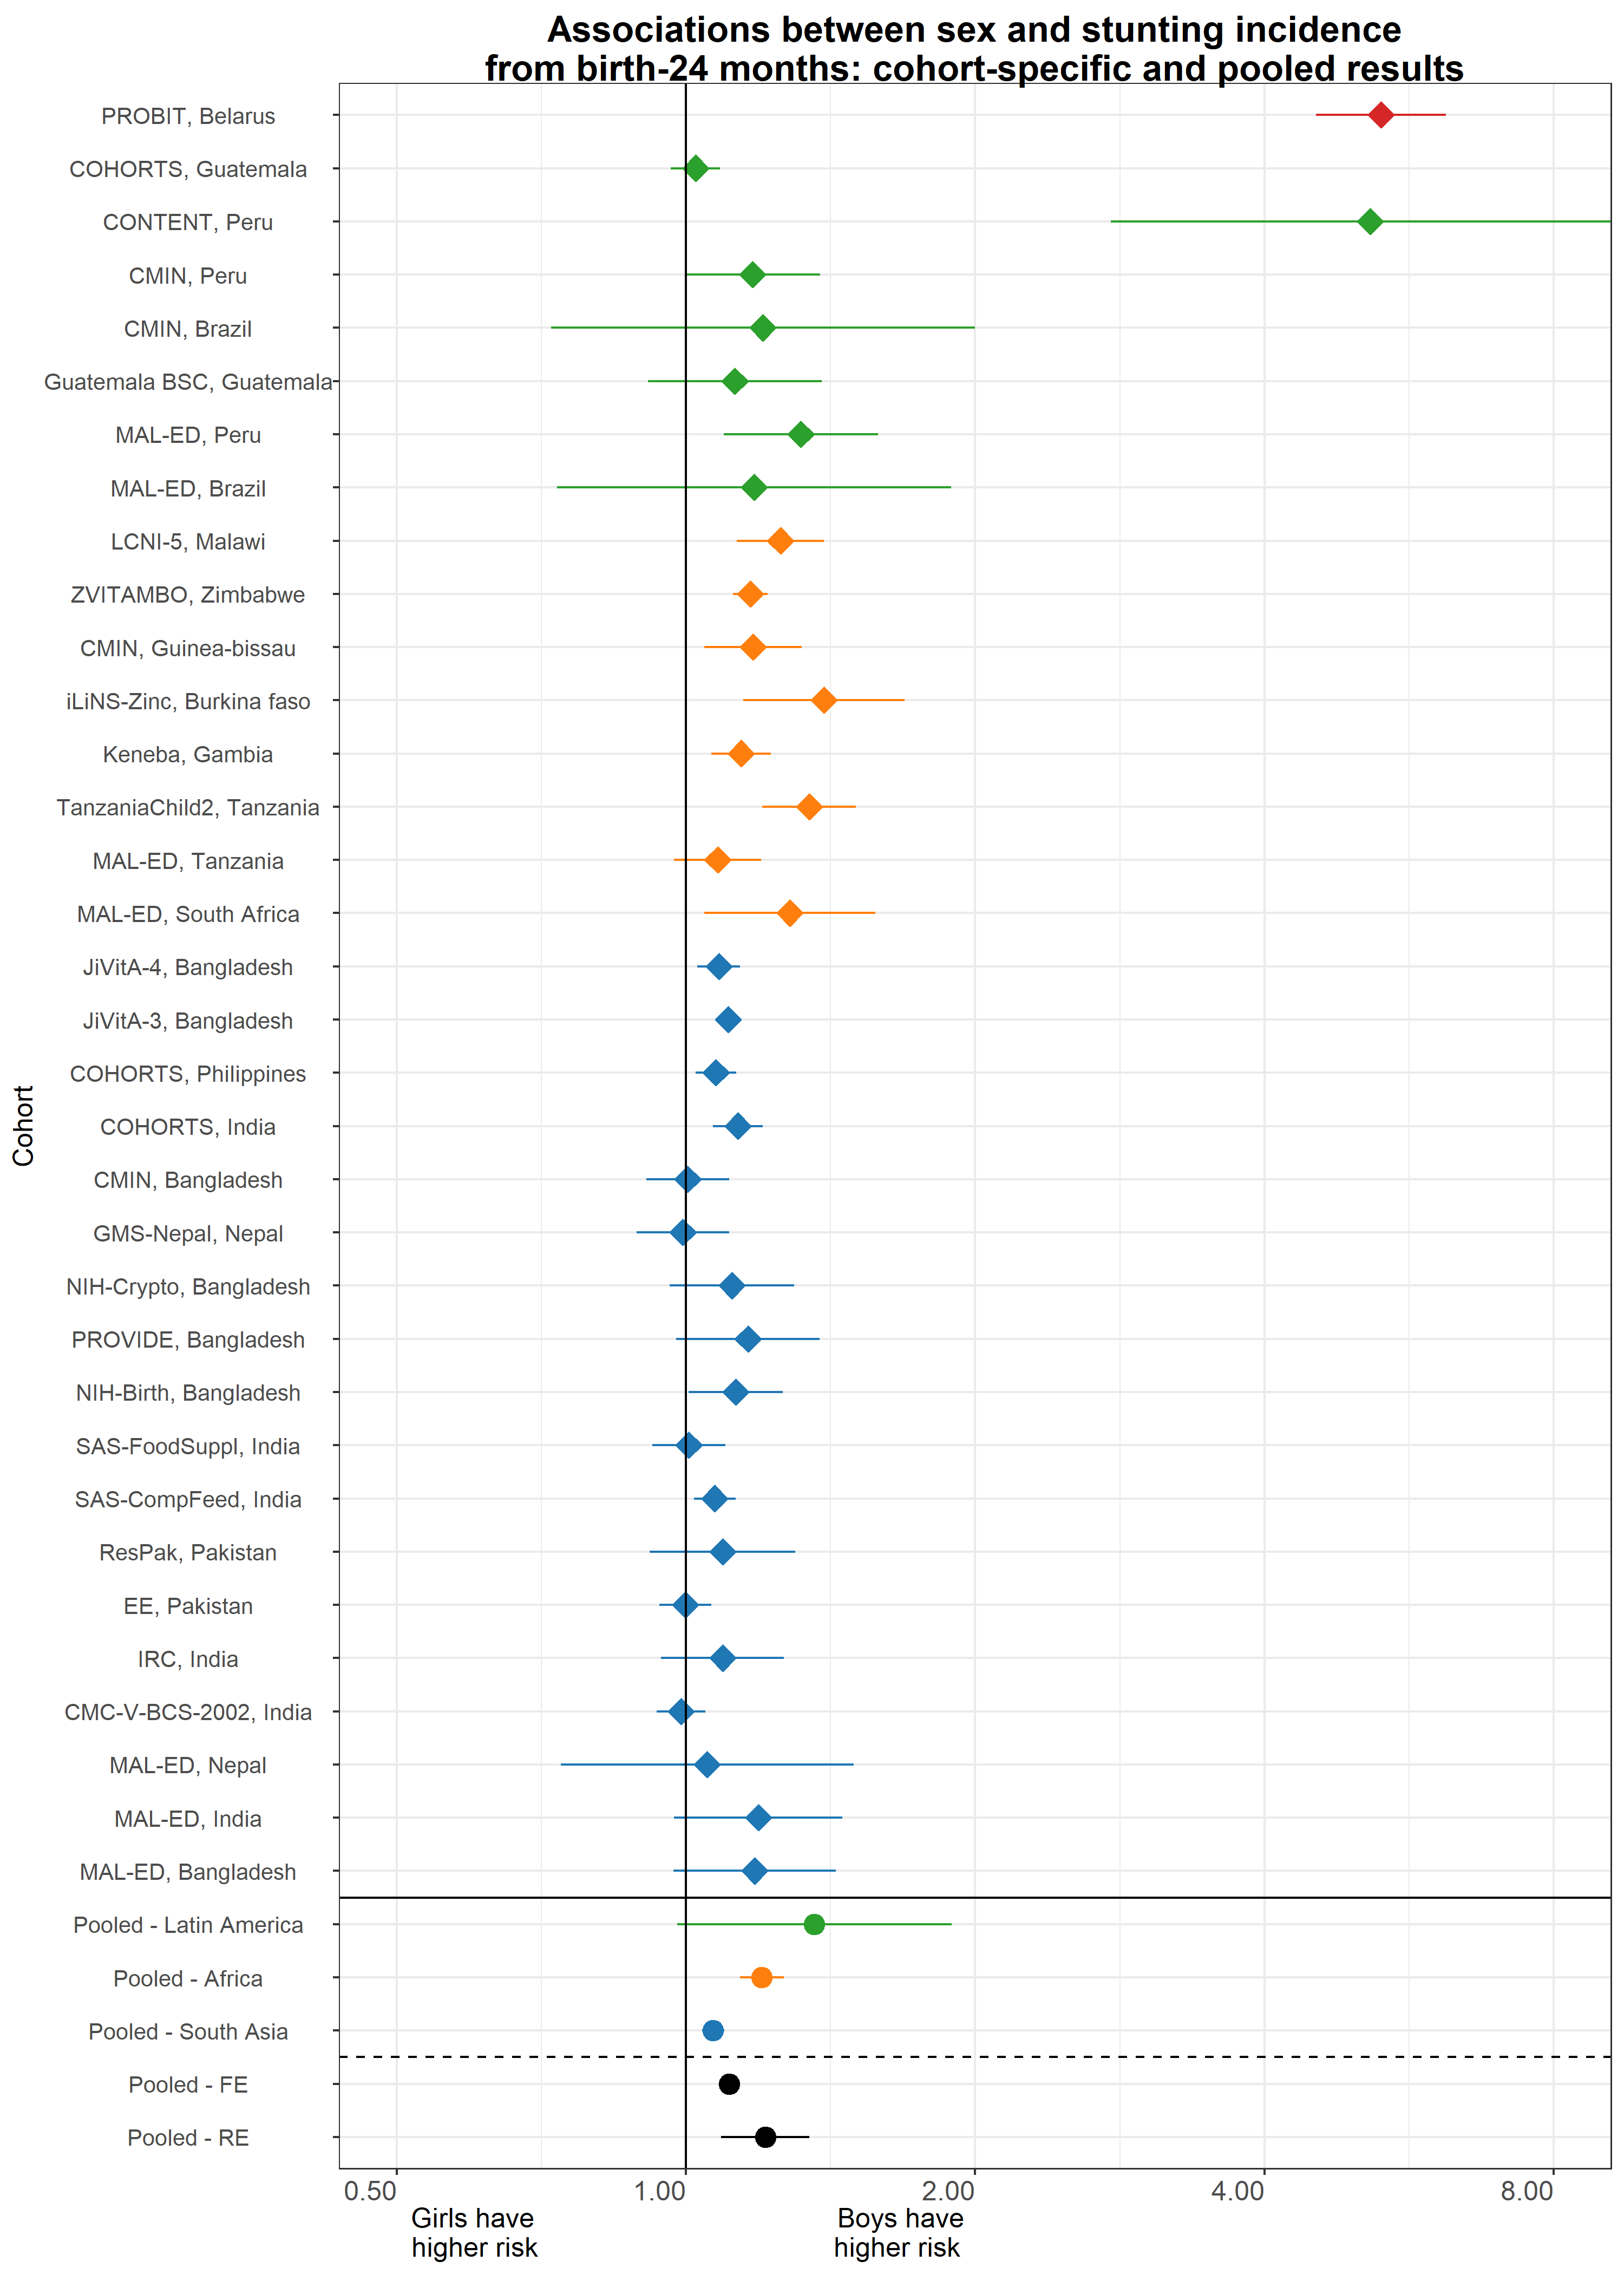 Associations between sex and stunting incidence
from birth-24 months: cohort-specific and pooled results
PROBIT, Belarus
COHORTS, Guatemala
CONTENT, Peru
CMIN, Peru
CMIN, Brazil
Guatemala BSC, Guatemala
MAL-ED, Peru
MAL-ED, Brazil
LCNI-5, Malawi
ZVITAMBO, Zimbabwe
CMIN, Guinea-bissau
iLiNS-Zinc, Burkina faso
Keneba, Gambia
TanzaniaChild2, Tanzania
MAL-ED, Tanzania
MAL-ED, South Africa
JiVitA-4, Bangladesh
JiVitA-3, Bangladesh
COHORTS, Philippines
COHORTS, India
CMIN, Bangladesh
GMS-Nepal, Nepal
NIH-Crypto, Bangladesh
PROVIDE, Bangladesh
NIH-Birth, Bangladesh
SAS-FoodSuppl, India
SAS-CompFeed, India
ResPak, Pakistan
EE, Pakistan
IRC, India
CMC-V-BCS-2002, India
MAL-ED, Nepal
MAL-ED, India
MAL-ED, Bangladesh
Pooled - Latin America
Pooled - Africa
Pooled - South Asia
Pooled - FE
Pooled - RE
Cohort
0.50 1.00 2.00 4.00 8.00
Girls have Boys have
higher risk higher risk